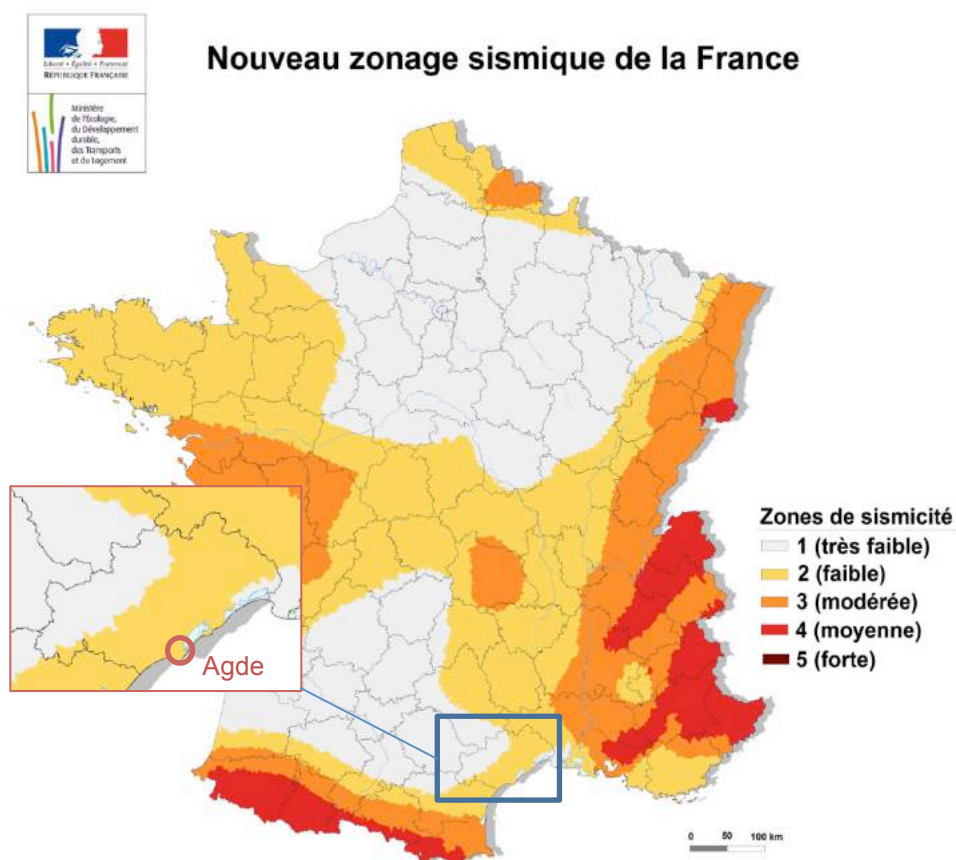 Liberté • Égalité • Fraternité
RÉPUBLIQUE FRANÇAISE
Ministère
de l'Écologie,
du Développement
durable,
des Transports
et du Logement
Nouveau zonage sismique de la France
Agde
Zones de sismicité
1 (très faible)
2 (faible)
3 (modérée)
4 (moyenne)
5 (forte)
0 50 100 km